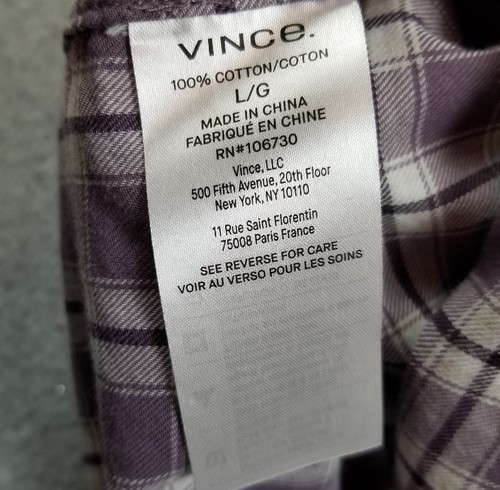 VINCE.
100% COTTON/COTON
L/G
MADE IN CHINA
FABRIQUÉ EN CHINE
RN#106730
Vince, LLC
500 Fifth Avenue, 20th Floor
New York, NY 10110
11 Rue Saint Florentin
75008 Paris France
SEE REVERSE FOR CARE
VOIR AU VERSO POUR LES SOINS